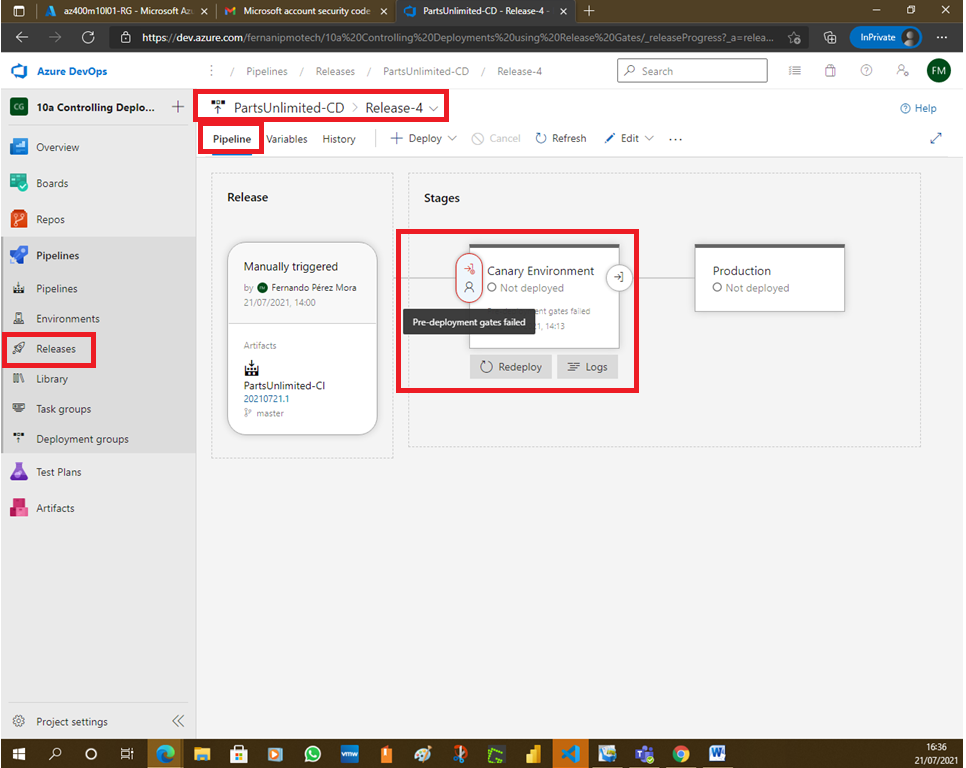 az400m10l01-RG - Microsoft Az
Microsoft account security code
PartsUnlimited-CD - Release-4 -
https://dev.azure.com/fernanipmotech/10a%20Controlling%20Deployments%20using%20Release%20Gates/_releaseProgress?_a=relea...
InPrivate
Azure DevOps
/ Pipelines / Releases / PartsUnlimited-CD / Release-4
Search
FM
CG
10a Controlling Deplo...
PartsUnlimited-CD > Release-4
Help
Pipeline
Variables
History
Deploy
Cancel
Refresh
Edit
Overview
Boards
Repos
Pipelines
Pipelines
Environments
Releases
Library
Task groups
Deployment groups
Test Plans
Artifacts
Project settings
Release
Manually triggered
by FM Fernando Pérez Mora
21/07/2021, 14:00
Artifacts
PartsUnlimited-CI
20210721.1
master
Stages
Canary Environment
Not deployed
ent gates failed
Pre-deployment gates failed
21, 14:13
Redeploy
Logs
Production
Not deployed
vmw
16:36
21/07/2021